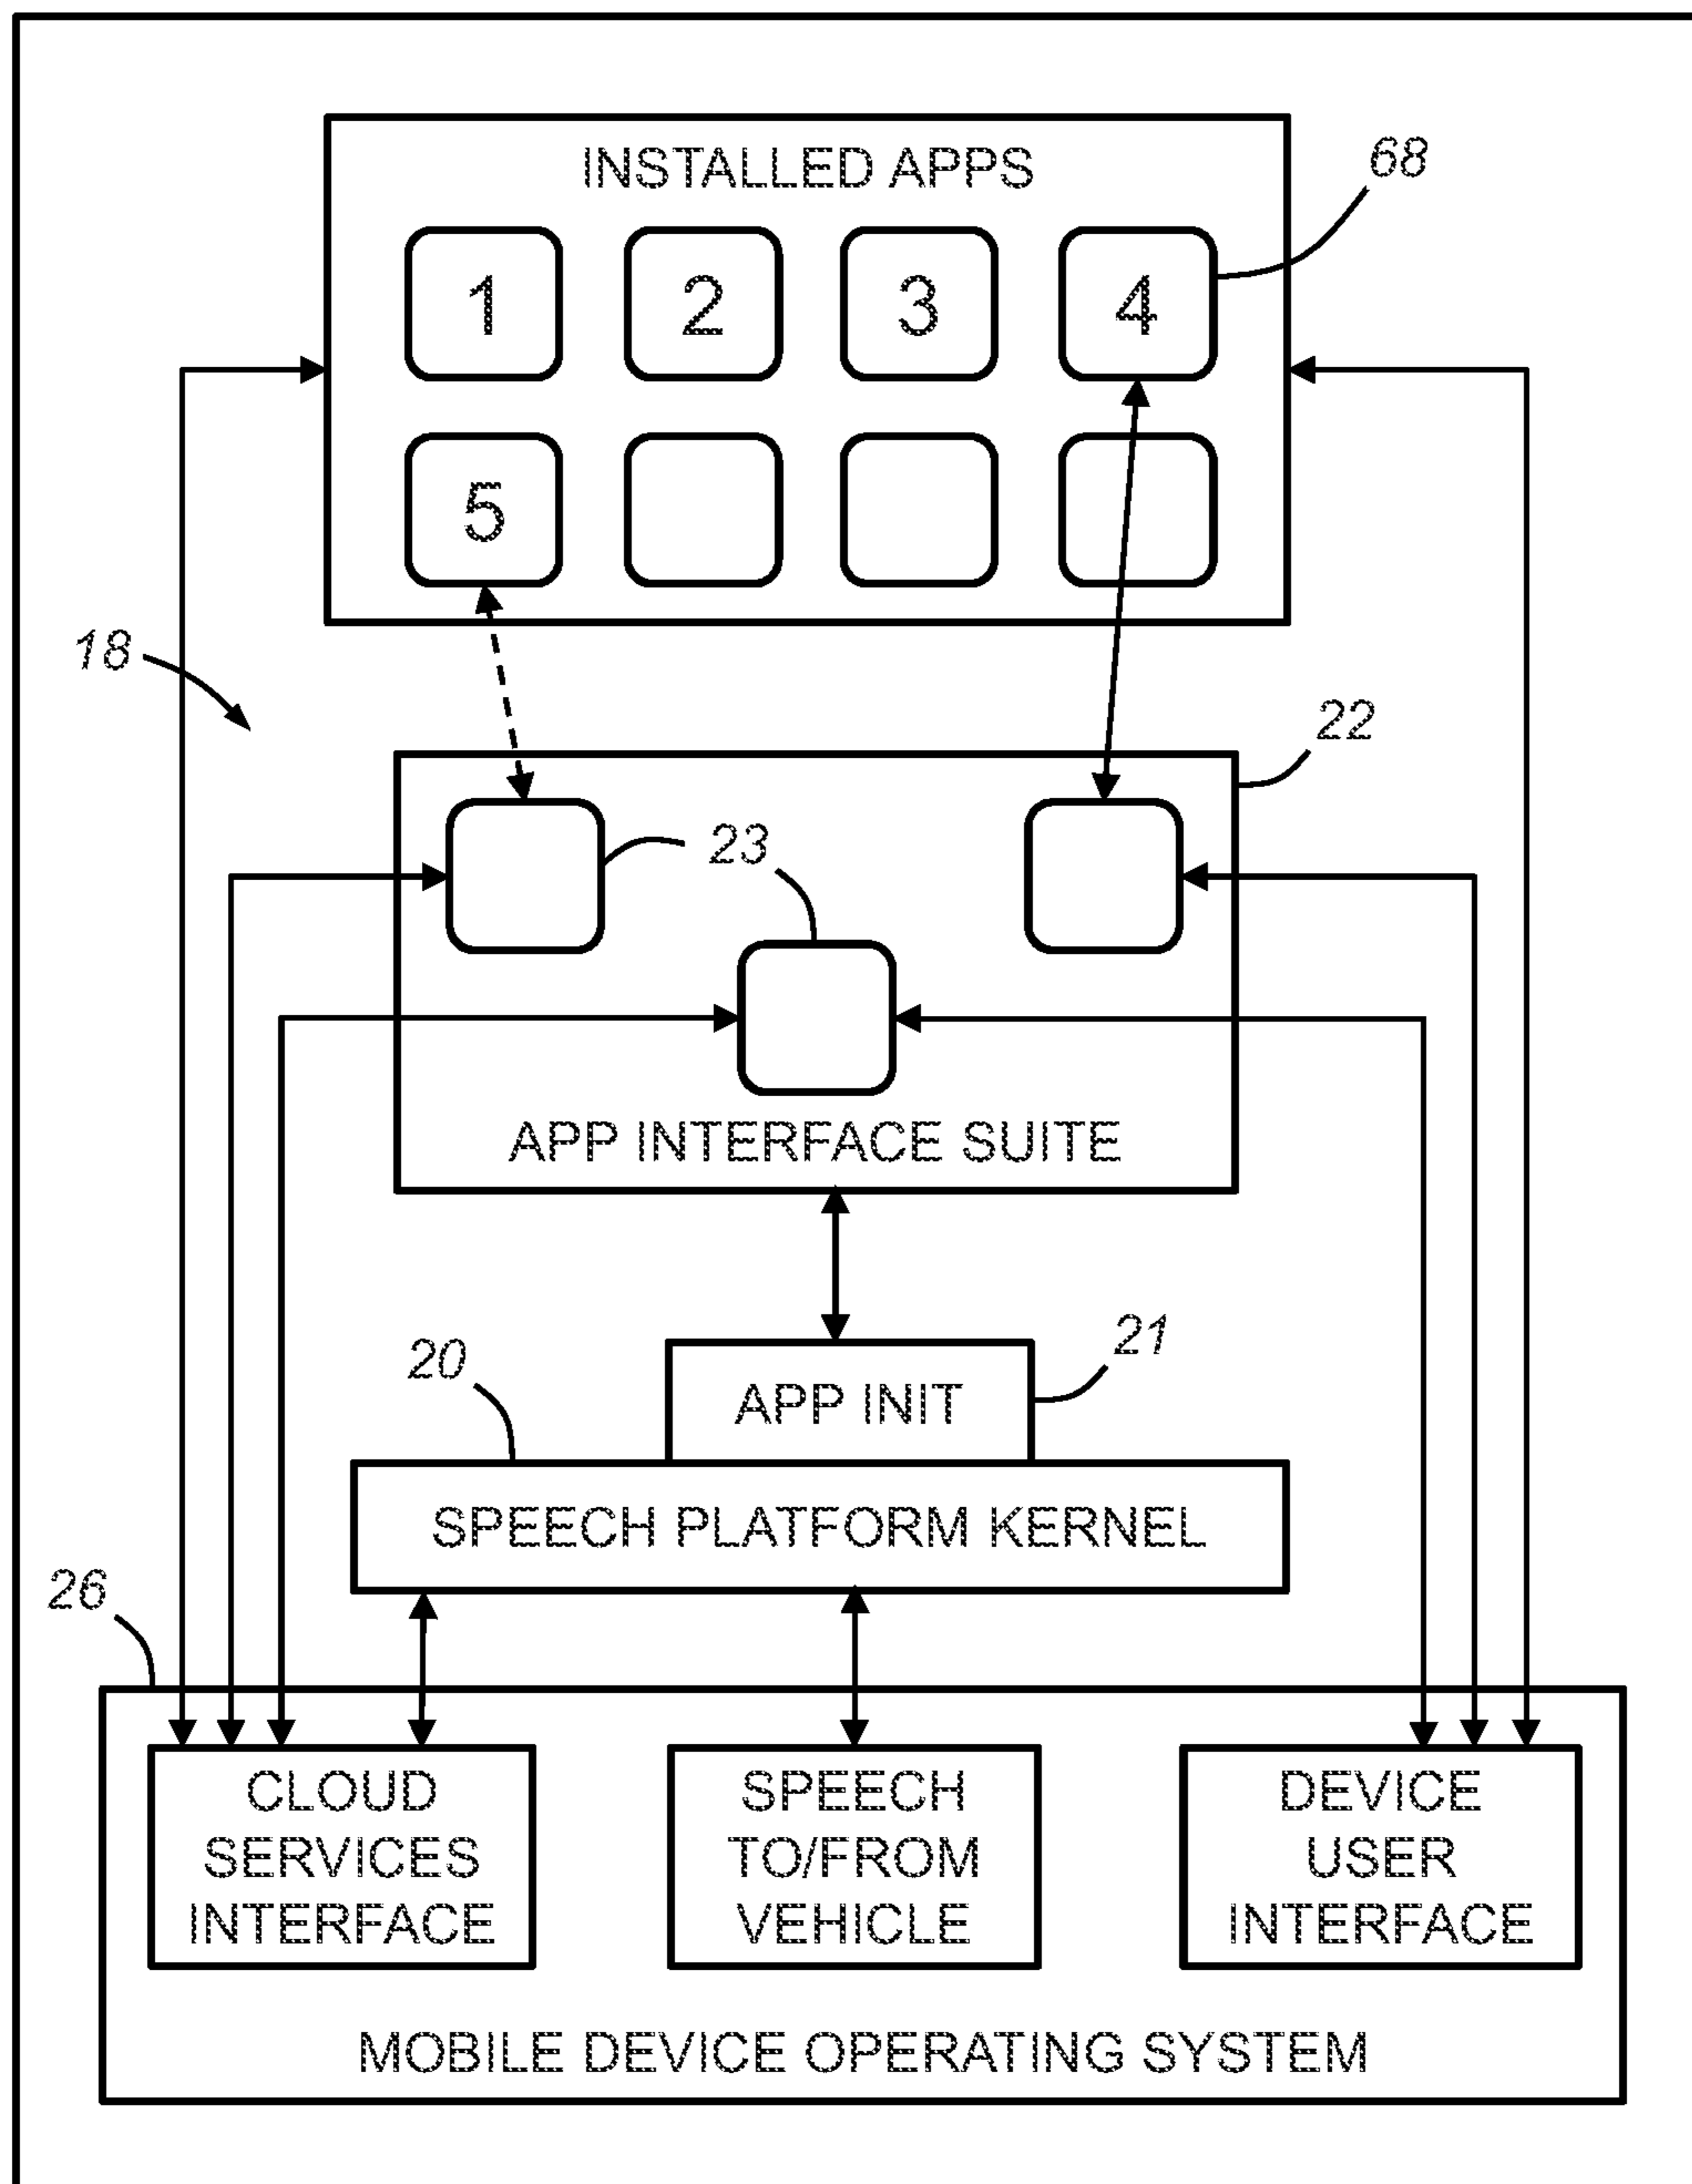 INSTALLED APPS
68
1
2
3
4
5
18
22
23
APP INTERFACE SUITE
20
21
APP INIT
SPEECH PLATFORM KERNEL
26
CLOUD
SERVICES
INTERFACE
SPEECH
TO/FROM
VEHICLE
DEVICE
USER
INTERFACE
MOBILE DEVICE OPERATING SYSTEM